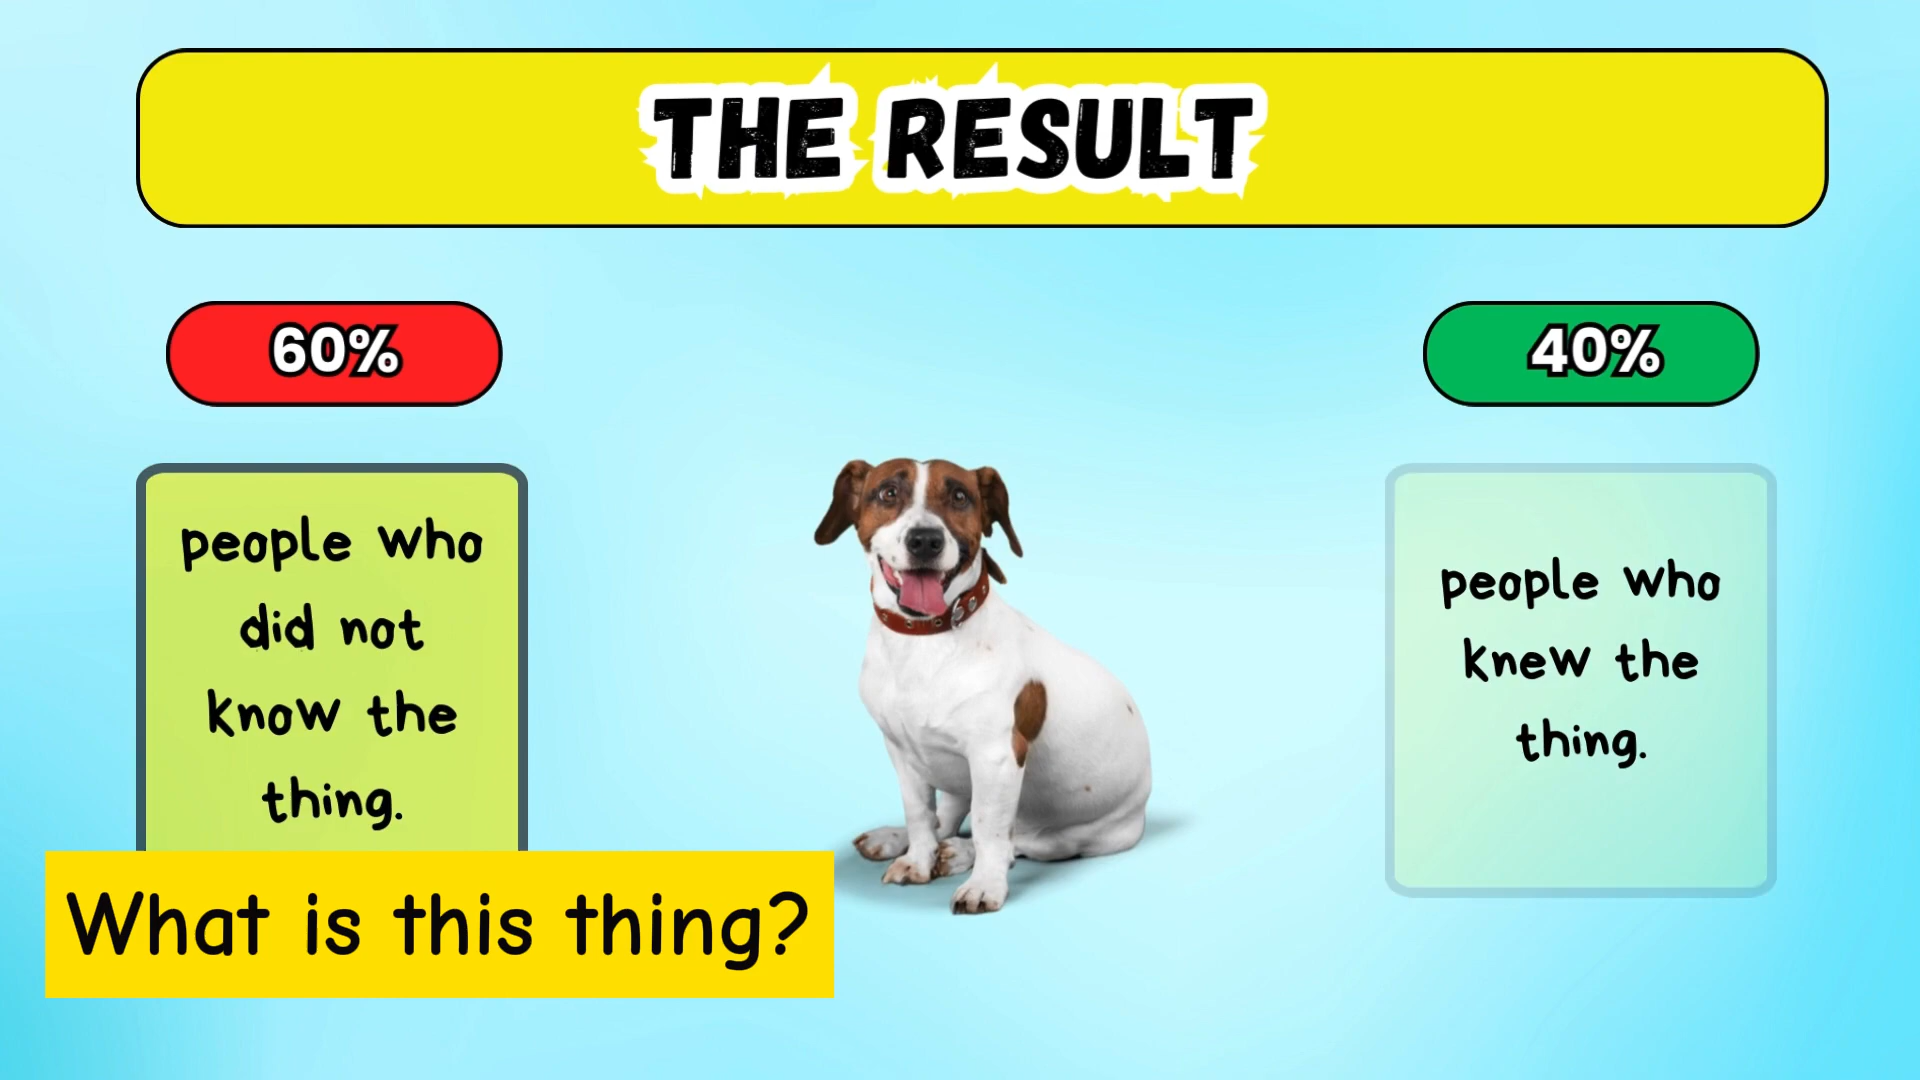 THE RESULT
60%
40%
people who
did not
know the
thing.
people who
knew the
thing.
What is this thing?